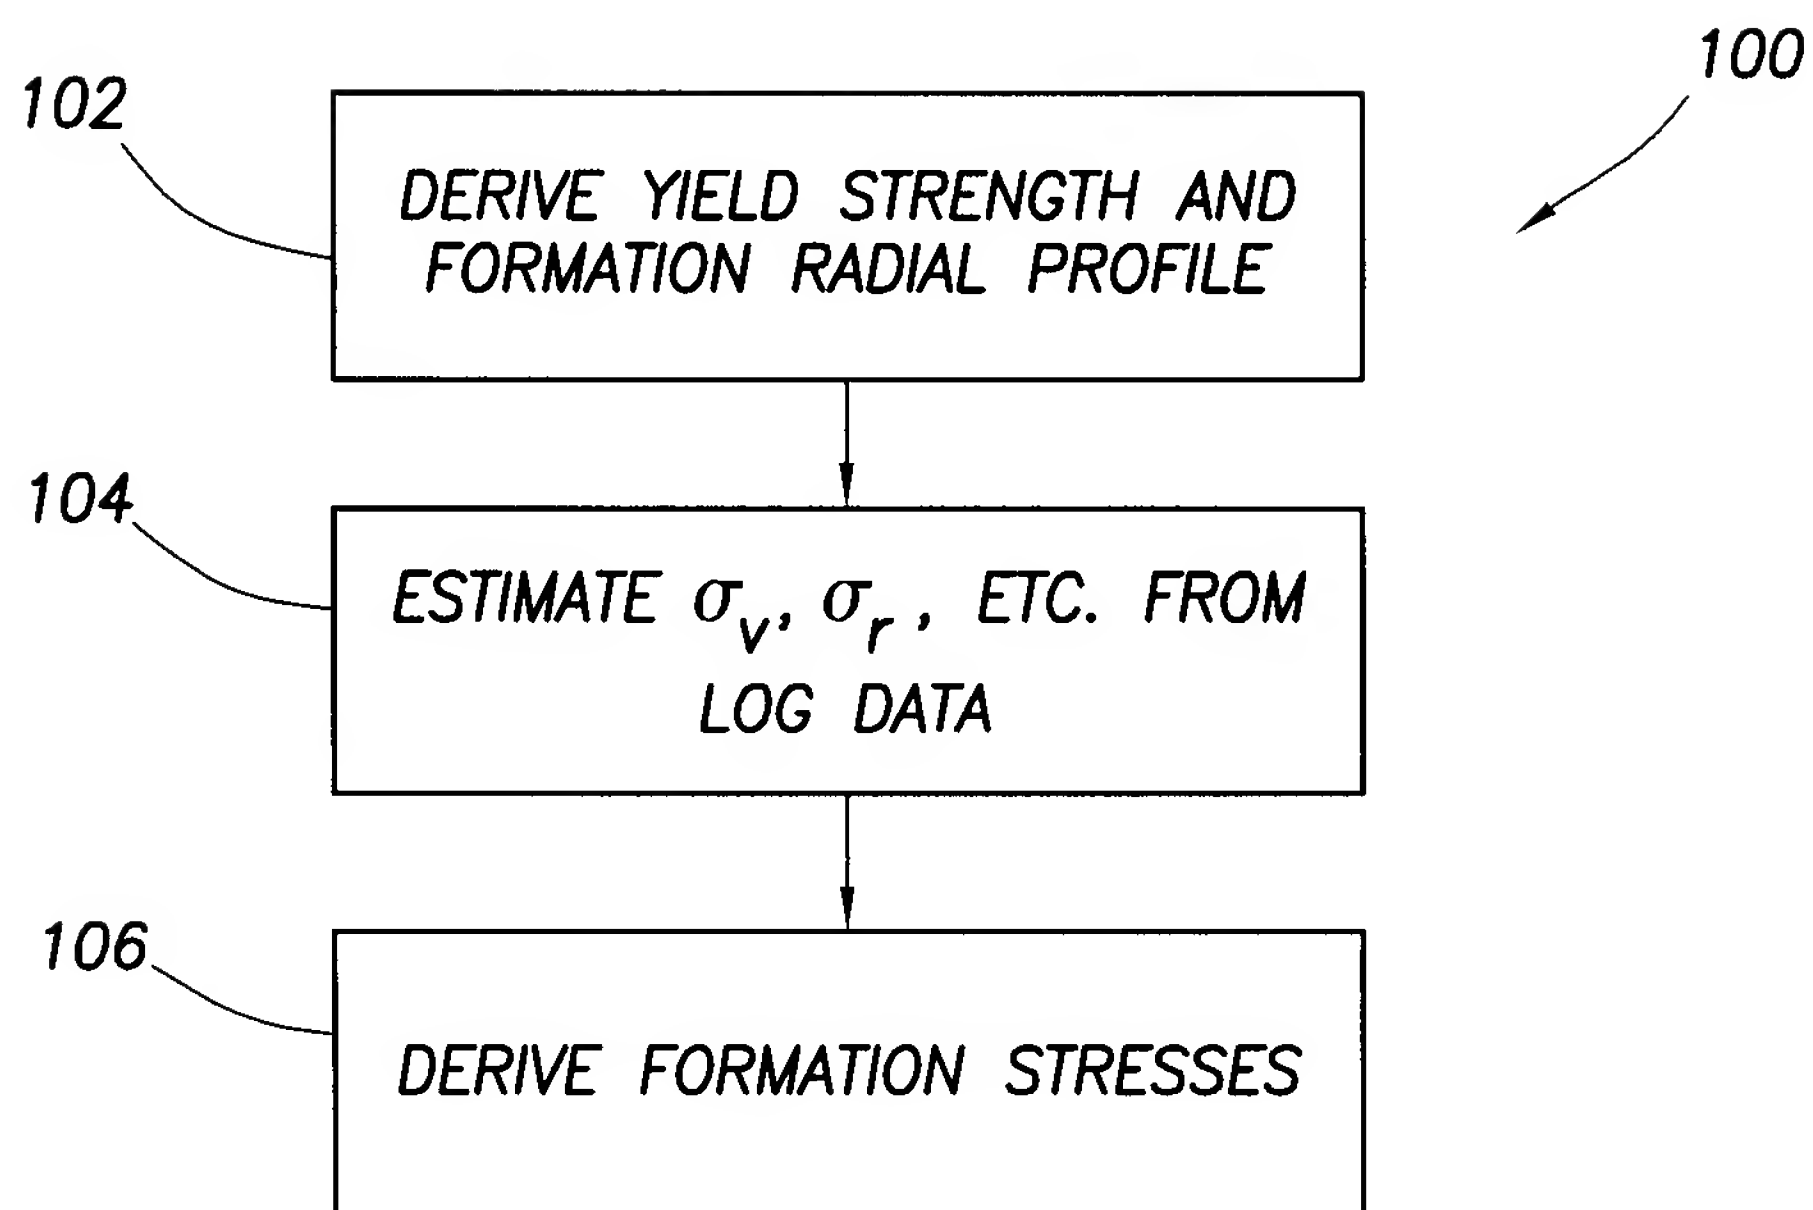 100
102
DERIVE YIELD STRENGTH AND
FORMATION RADIAL PROFILE
104
ESTIMATE σv, σr, ETC. FROM
LOG DATA
106
DERIVE FORMATION STRESSES